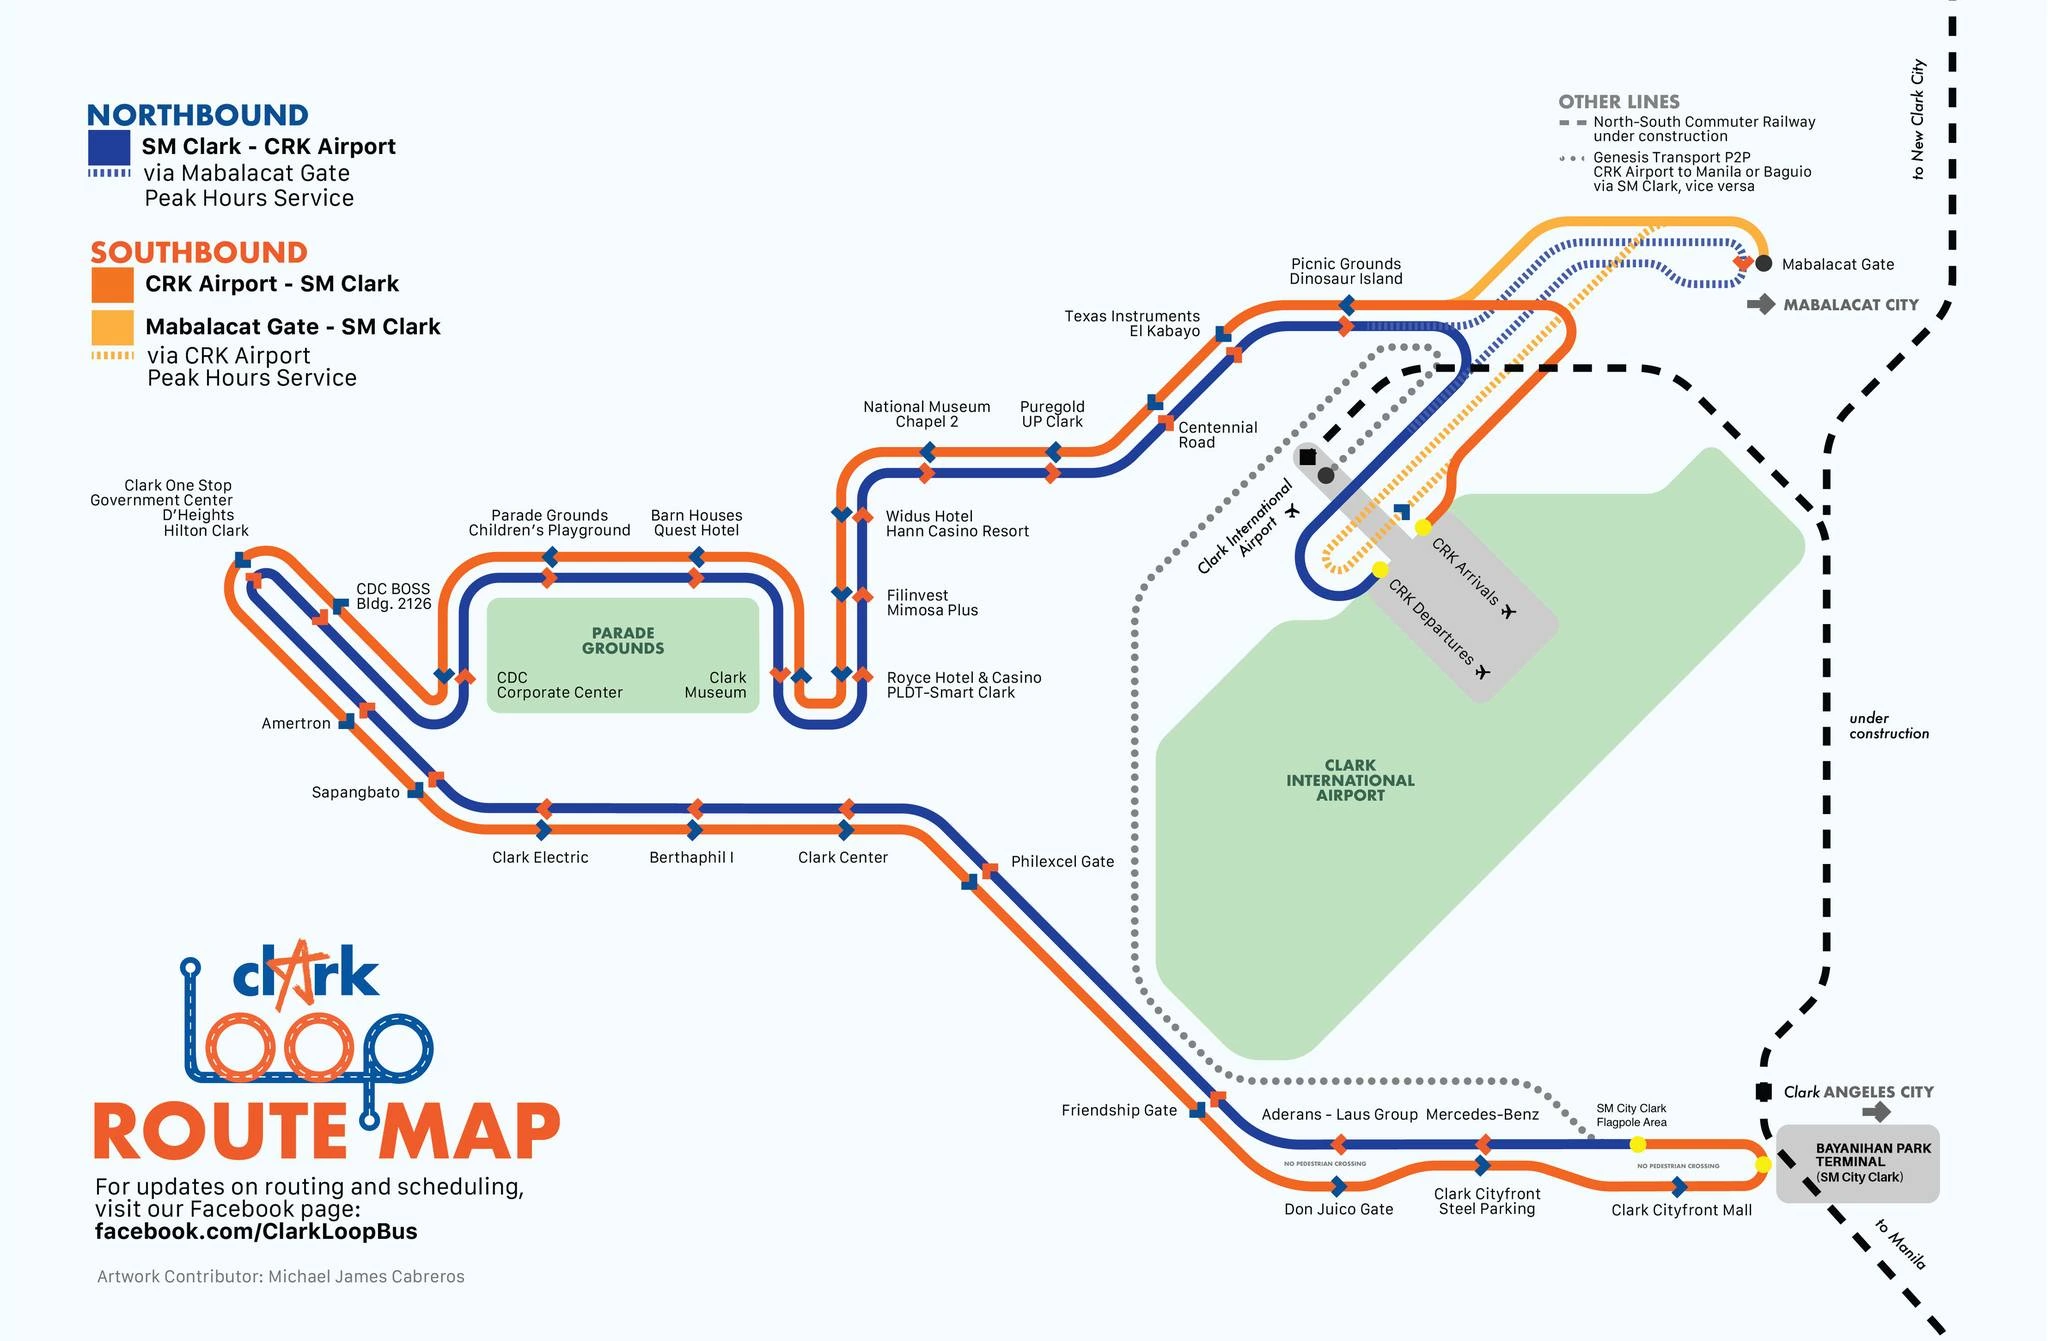 NORTHBOUND
SM Clark - CRK Airport
via Mabalacat Gate
Peak Hours Service
SOUTHBOUND
CRK Airport - SM Clark
Mabalacat Gate - SM Clark
via CRK Airport
Peak Hours Service
OTHER LINES
North-South Commuter Railway
under construction
Genesis Transport P2P
CRK Airport to Manila or Baguio
via SM Clark, vice versa
to New Clark City
Mabalacat Gate
MABALACAT CITY
Picnic Grounds
Dinosaur Island
Texas Instruments
El Kabayo
Centennial
Road
National Museum
Chapel 2
Puregold
UP Clark
Clark One Stop
Government Center
D'Heights
Hilton Clark
Parade Grounds
Children's Playground
Barn Houses
Quest Hotel
Widus Hotel
Hann Casino Resort
Clark International
Airport
CRK Arrivals
CRK Departures
CDC BOSS
Bldg. 2126
Filinvest
Mimosa Plus
PARADE
GROUNDS
CDC
Corporate Center
Clark
Museum
Royce Hotel & Casino
PLDT-Smart Clark
Amertron
Sapangbato
CLARK
INTERNATIONAL
AIRPORT
under
construction
Clark Electric
Berthaphil I
Clark Center
Philexcel Gate
Friendship Gate
Aderans - Laus Group
Mercedes-Benz
SM City Clark
Flagpole Area
Clark ANGELES CITY
NO PEDESTRIAN CROSSING
NO PEDESTRIAN CROSSING
BAYANIHAN PARK
TERMINAL
(SM City Clark)
Don Juico Gate
Clark Cityfront
Steel Parking
Clark Cityfront Mall
to Manila
clArk
loop
ROUTE MAP
For updates on routing and scheduling,
visit our Facebook page:
facebook.com/ClarkLoopBus
Artwork Contributor: Michael James Cabreros